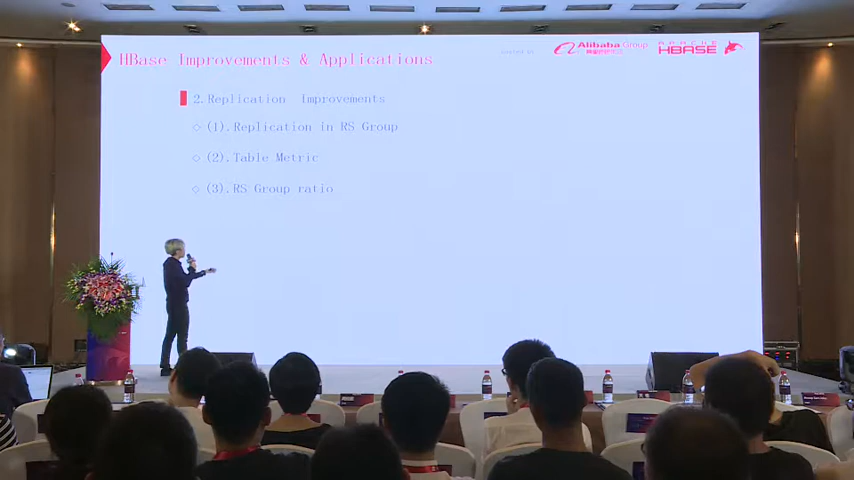 HBase Improvements & Applications
Alibaba Group
APACHE
HBASE
2.Replication Improvements
(1).Replication in RS Group
(2).Table Metric
(3).RS Group ratio